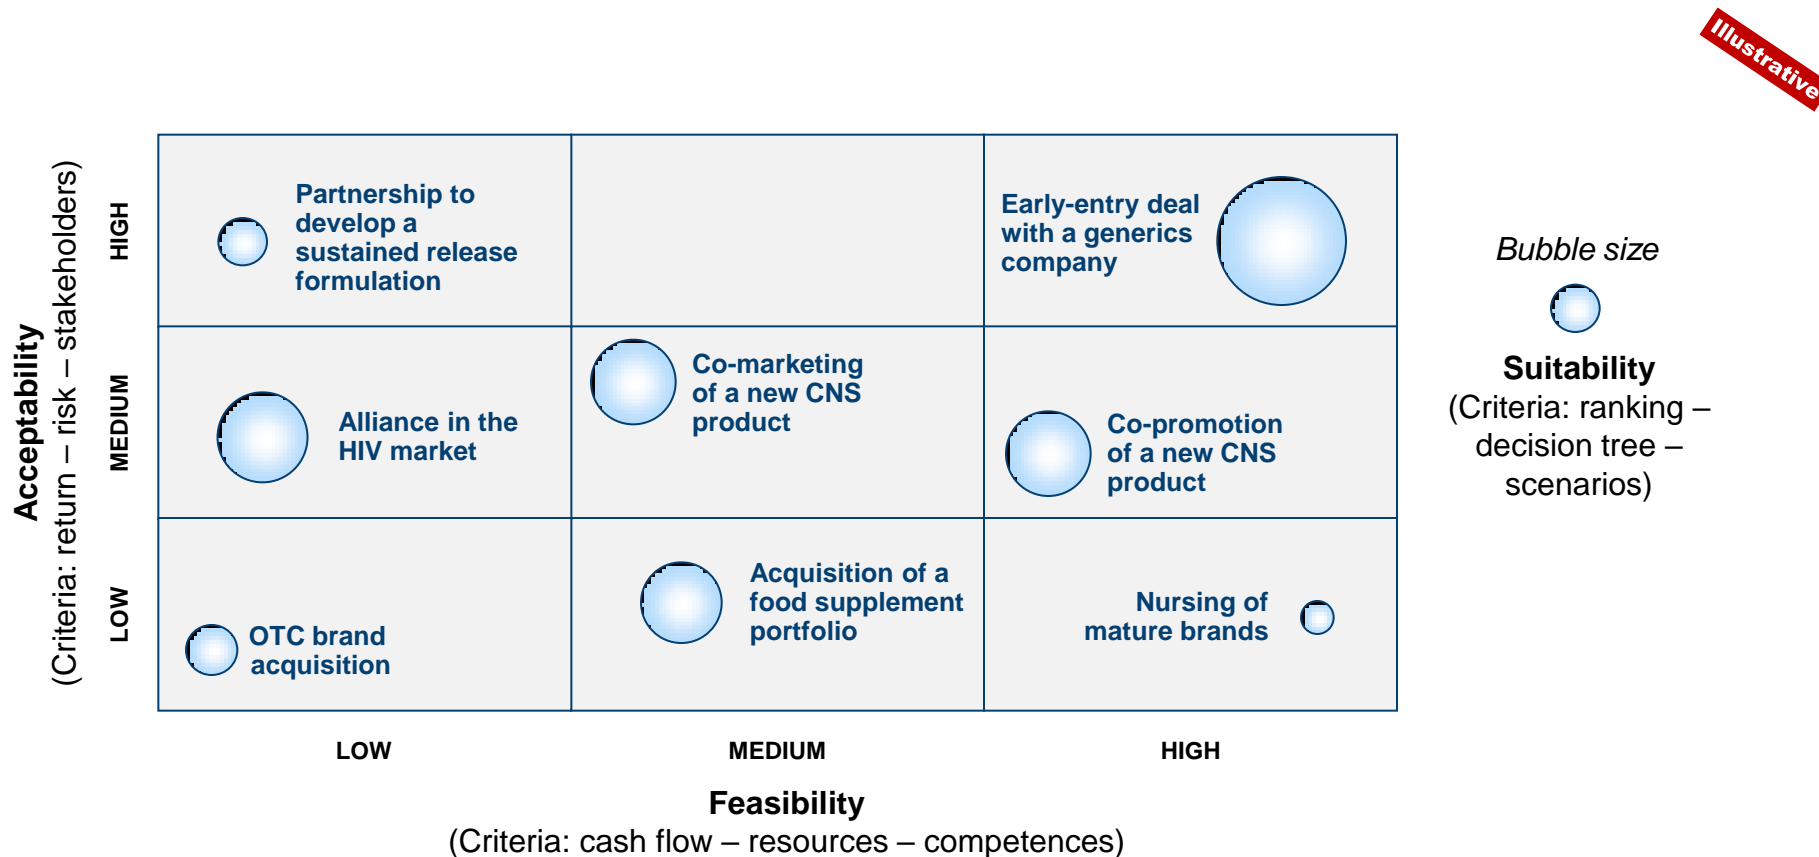 Illustrative
Acceptability
(Criteria: return – risk – stakeholders)
HIGH
MEDIUM
LOW
Partnership to
develop a
sustained release
formulation
Early-entry deal
with a generics
company
Alliance in the
HIV market
Co-marketing
of a new CNS
product
Co-promotion
of a new CNS
product
OTC brand
acquisition
Acquisition of a
food supplement
portfolio
Nursing of
mature brands
Bubble size
Suitability
(Criteria: ranking –
decision tree –
scenarios)
LOW
MEDIUM
HIGH
Feasibility
(Criteria: cash flow – resources – competences)